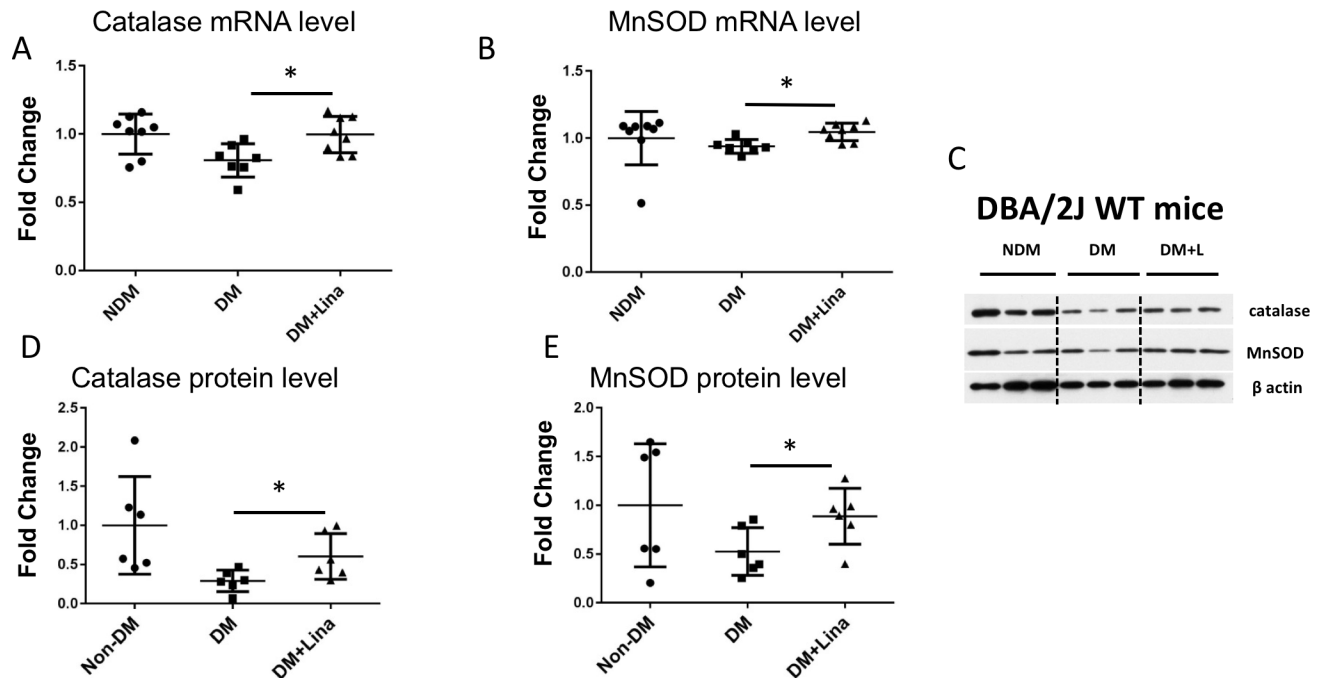 Catalase mRNA level
A
Fold Change
1.5
1.0
0.5
0.0
*
NDM
DM
DM+Lina
MnSOD mRNA level
B
Fold Change
1.5
1.0
0.5
0.0
*
NDM
DM
DM+Lina
C
DBA/2J WT mice
NDM DM DM+L
catalase
MnSOD
β actin
D
Catalase protein level
Fold Change
2.5
2.0
1.5
1.0
0.5
0.0
*
Non-DM
DM
DM+Lina
E
MnSOD protein level
Fold Change
2.0
1.5
1.0
0.5
0.0
*
Non-DM
DM
DM+Lina